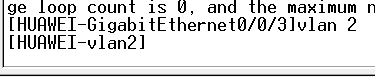 ge loop count is 0, and the maximum n
[HUAWEI-GigabitEthernet0/0/3]vlan 2
[HUAWEI-vlan2]